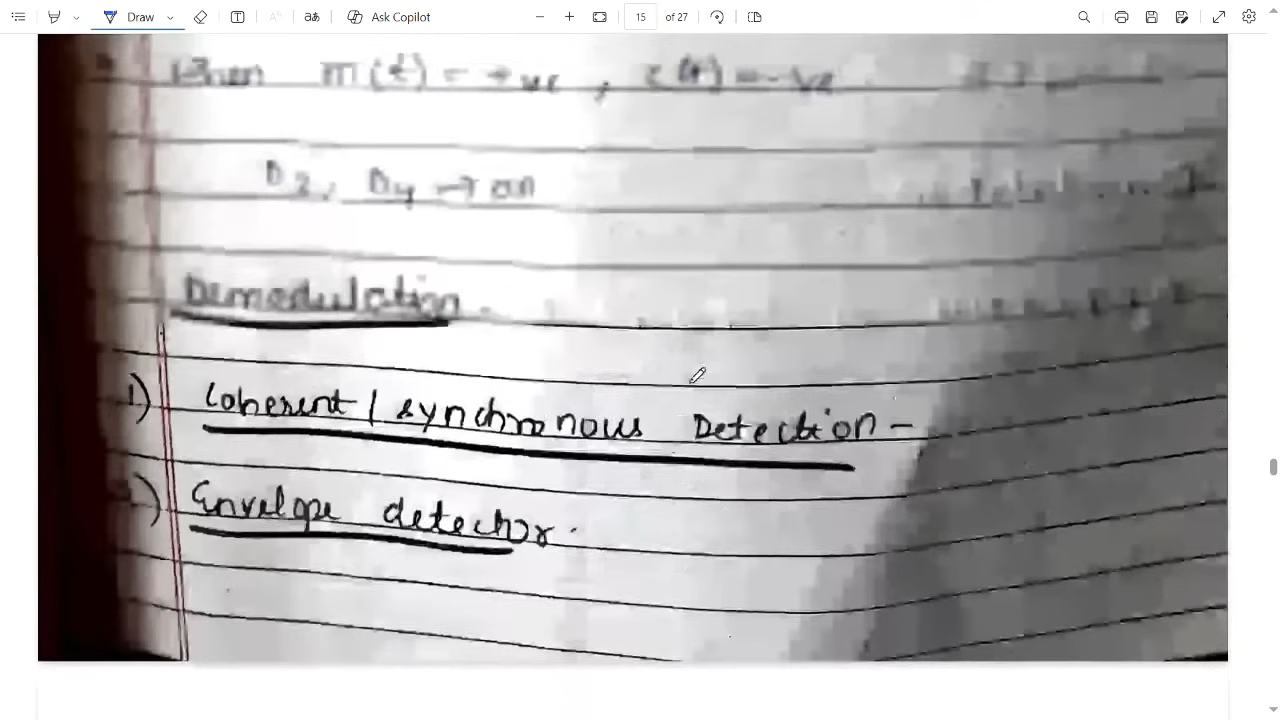 Draw
Ask Copilot
15 of 27
When m(t) = +ve, c(t) = -ve
D2, D4 → on
Demodulation.
1) Coherent / synchronous Detection -
) Envelope detector.